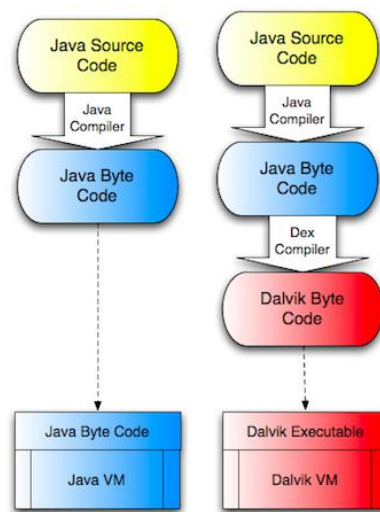 Java Source
Code
Java
Compiler
Java Byte
Code
Java Byte Code
Java VM
Java Source
Code
Java
Compiler
Java Byte
Code
Dex
Compiler
Dalvik Byte
Code
Dalvik Executable
Dalvik VM